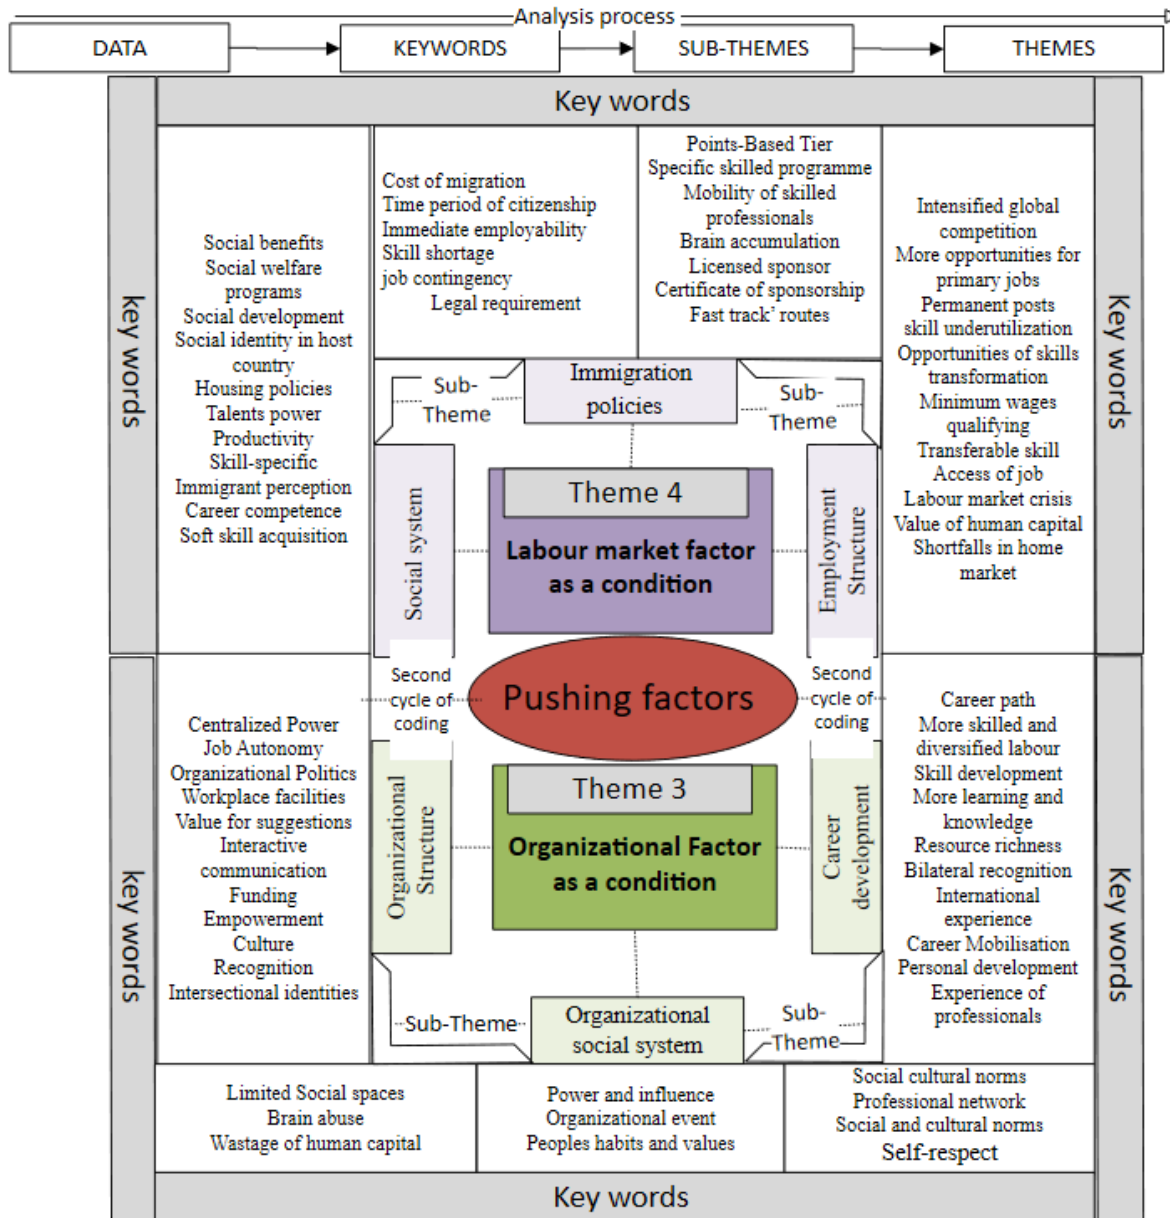 Analysis process
DATA
KEYWORDS
SUB-THEMES
THEMES
Key words
key words
Social benefits
Social welfare
programs
Social development
Social identity in host
country
Housing policies
Talents power
Productivity
Skill-specific
Immigrant perception
Career competence
Soft skill acquisition
Cost of migration
Time period of citizenship
Immediate employability
Skill shortage
job contingency
Legal requirement
Points-Based Tier
Specific skilled programme
Mobility of skilled
professionals
Brain accumulation
Licensed sponsor
Certificate of sponsorship
Fast track’ routes
Intensified global
competition
More opportunities for
primary jobs
Permanent posts
skill underutilization
Opportunities of skills
transformation
Minimum wages
qualifying
Transferable skill
Access of job
Labour market crisis
Value of human capital
Shortfalls in home
market
Key words
Sub-
Theme
Immigration
policies
Sub-
Theme
Social system
Theme 4
Labour market factor
as a condition
Employment
Structure
Second
cycle of
coding
Pushing factors
Second
cycle of
coding
key words
Centralized Power
Job Autonomy
Organizational Politics
Workplace facilities
Value for suggestions
Interactive
communication
Funding
Empowerment
Culture
Recognition
Intersectional identities
Organizational
Structure
Theme 3
Organizational Factor
as a condition
Career
development
Career path
More skilled and
diversified labour
Skill development
More learning and
knowledge
Resource richness
Bilateral recognition
International
experience
Career Mobilisation
Personal development
Experience of
professionals
Key words
Sub-Theme
Organizational
social system
Sub-
Theme
Limited Social spaces
Brain abuse
Wastage of human capital
Power and influence
Organizational event
Peoples habits and values
Social cultural norms
Professional network
Social and cultural norms
Self-respect
Key words